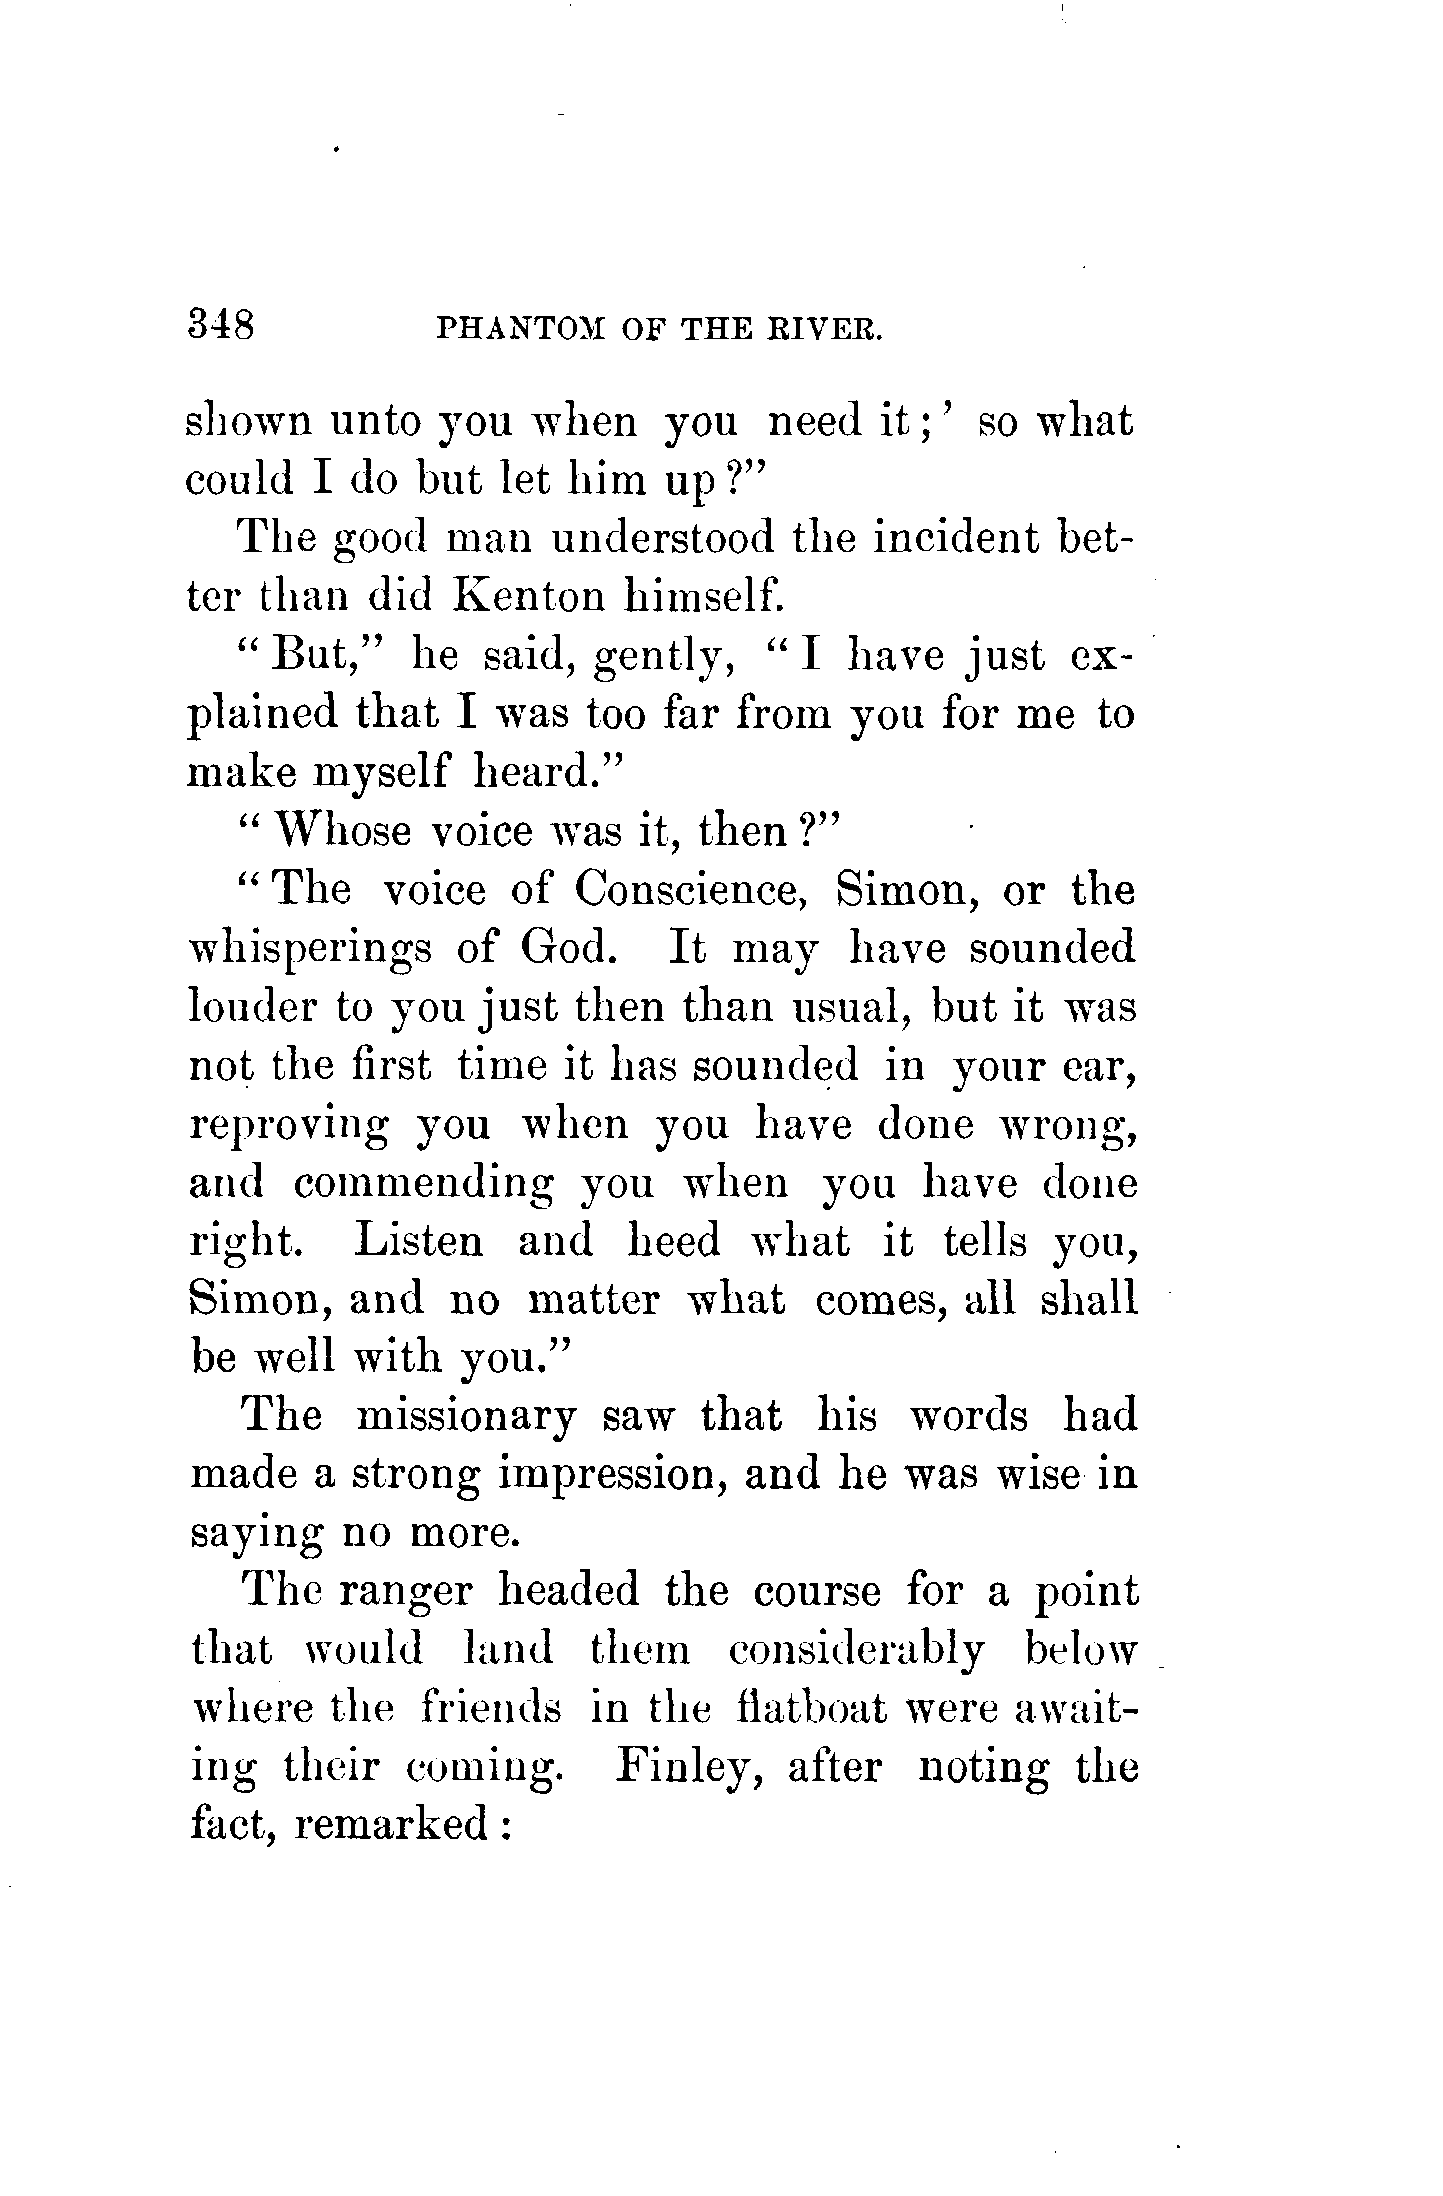 348 PHANTOM OF THE RIVER.
shown unto you when you need it;’ so what
could I do but let him up?”
The good man understood the incident bet-
ter than did Kenton himself.
“But,” he said, gently, “I have just ex-
plained that I was too far from you for me to
make myself heard.”
“Whose voice was it, then?”
“The voice of Conscience, Simon, or the
whisperings of God. It may have sounded
louder to you just then than usual, but it was
not the first time it has sounded in your ear,
reproving you when you have done wrong,
and commending you when you have done
right. Listen and heed what it tells you,
Simon, and no matter what comes, all shall
be well with you.”
The missionary saw that his words had
made a strong impression, and he was wise in
saying no more.
The ranger headed the course for a point
that would land them considerably below
where the friends in the flatboat were await-
ing their coming. Finley, after noting the
fact, remarked: